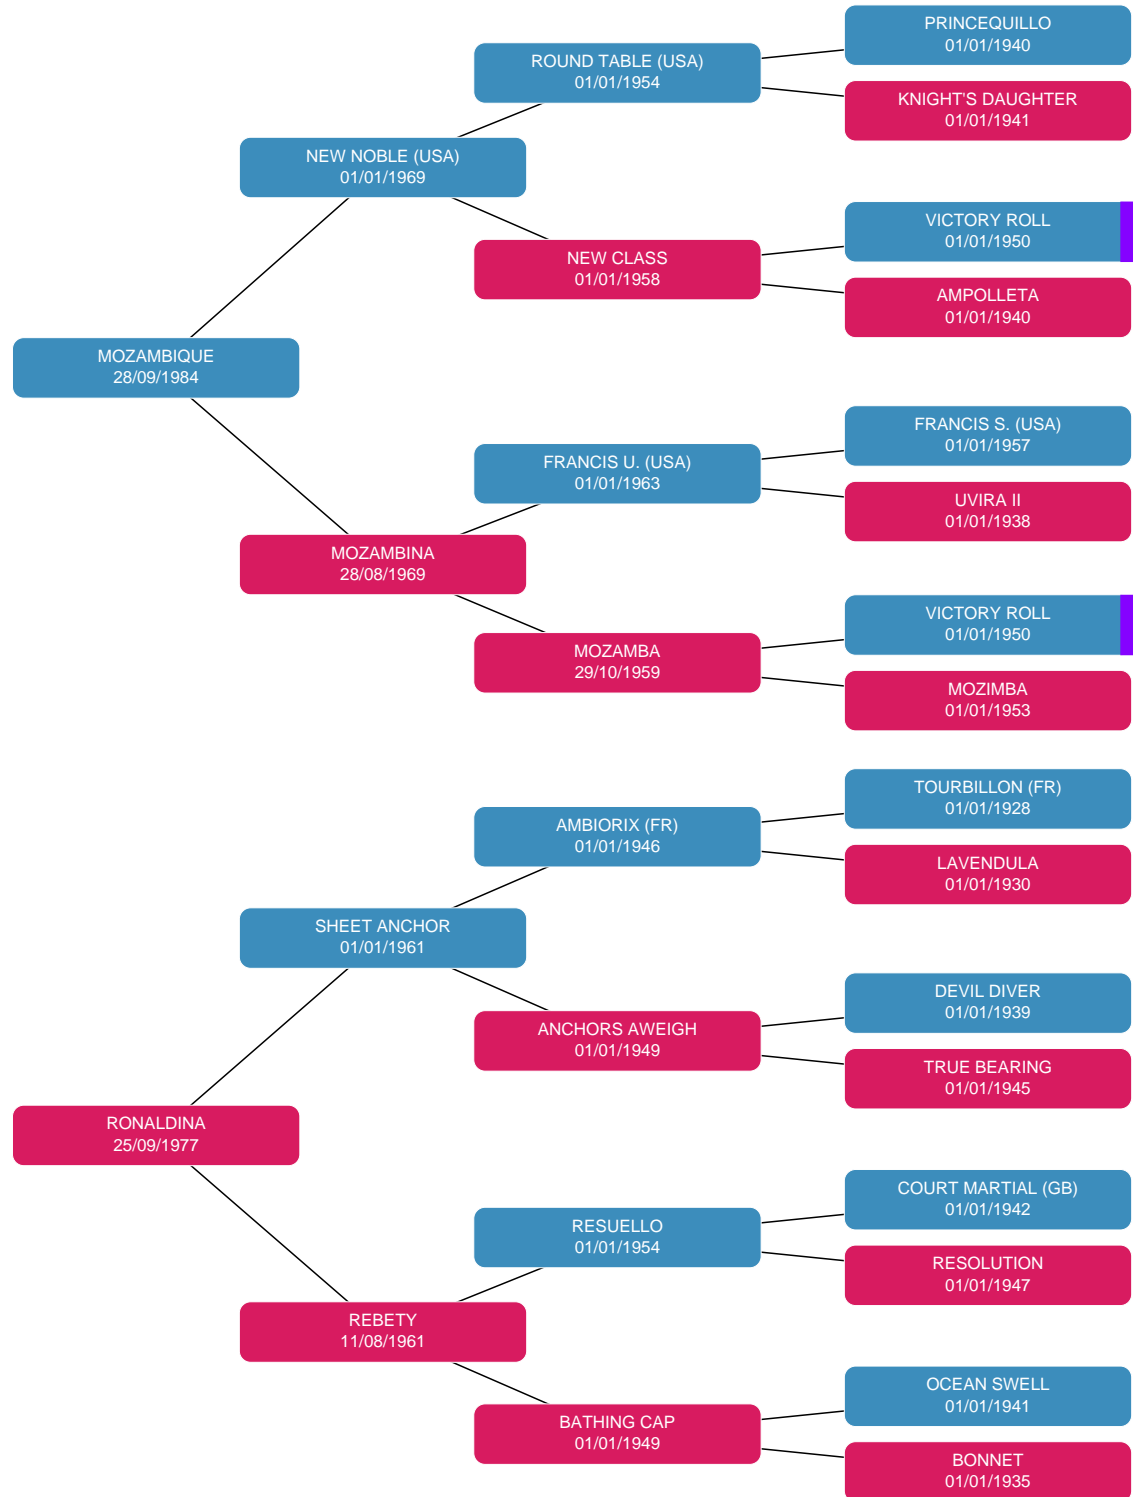 PRINCEQUILLO
01/01/1940
ROUND TABLE (USA)
01/01/1954
KNIGHT'S DAUGHTER
01/01/1941
NEW NOBLE (USA)
01/01/1969
VICTORY ROLL
01/01/1950
NEW CLASS
01/01/1958
AMPOLLETA
01/01/1940
MOZAMBIQUE
28/09/1984
FRANCIS S. (USA)
01/01/1957
FRANCIS U. (USA)
01/01/1963
UVIRA II
01/01/1938
MOZAMBINA
28/08/1969
VICTORY ROLL
01/01/1950
MOZAMBA
29/10/1959
MOZIMBA
01/01/1953
TOURBILLON (FR)
01/01/1928
AMBIORIX (FR)
01/01/1946
LAVENDULA
01/01/1930
SHEET ANCHOR
01/01/1961
DEVIL DIVER
01/01/1939
ANCHORS AWEIGH
01/01/1949
TRUE BEARING
01/01/1945
RONALDINA
25/09/1977
COURT MARTIAL (GB)
01/01/1942
RESUELLO
01/01/1954
RESOLUTION
01/01/1947
REBETY
11/08/1961
OCEAN SWELL
01/01/1941
BATHING CAP
01/01/1949
BONNET
01/01/1935